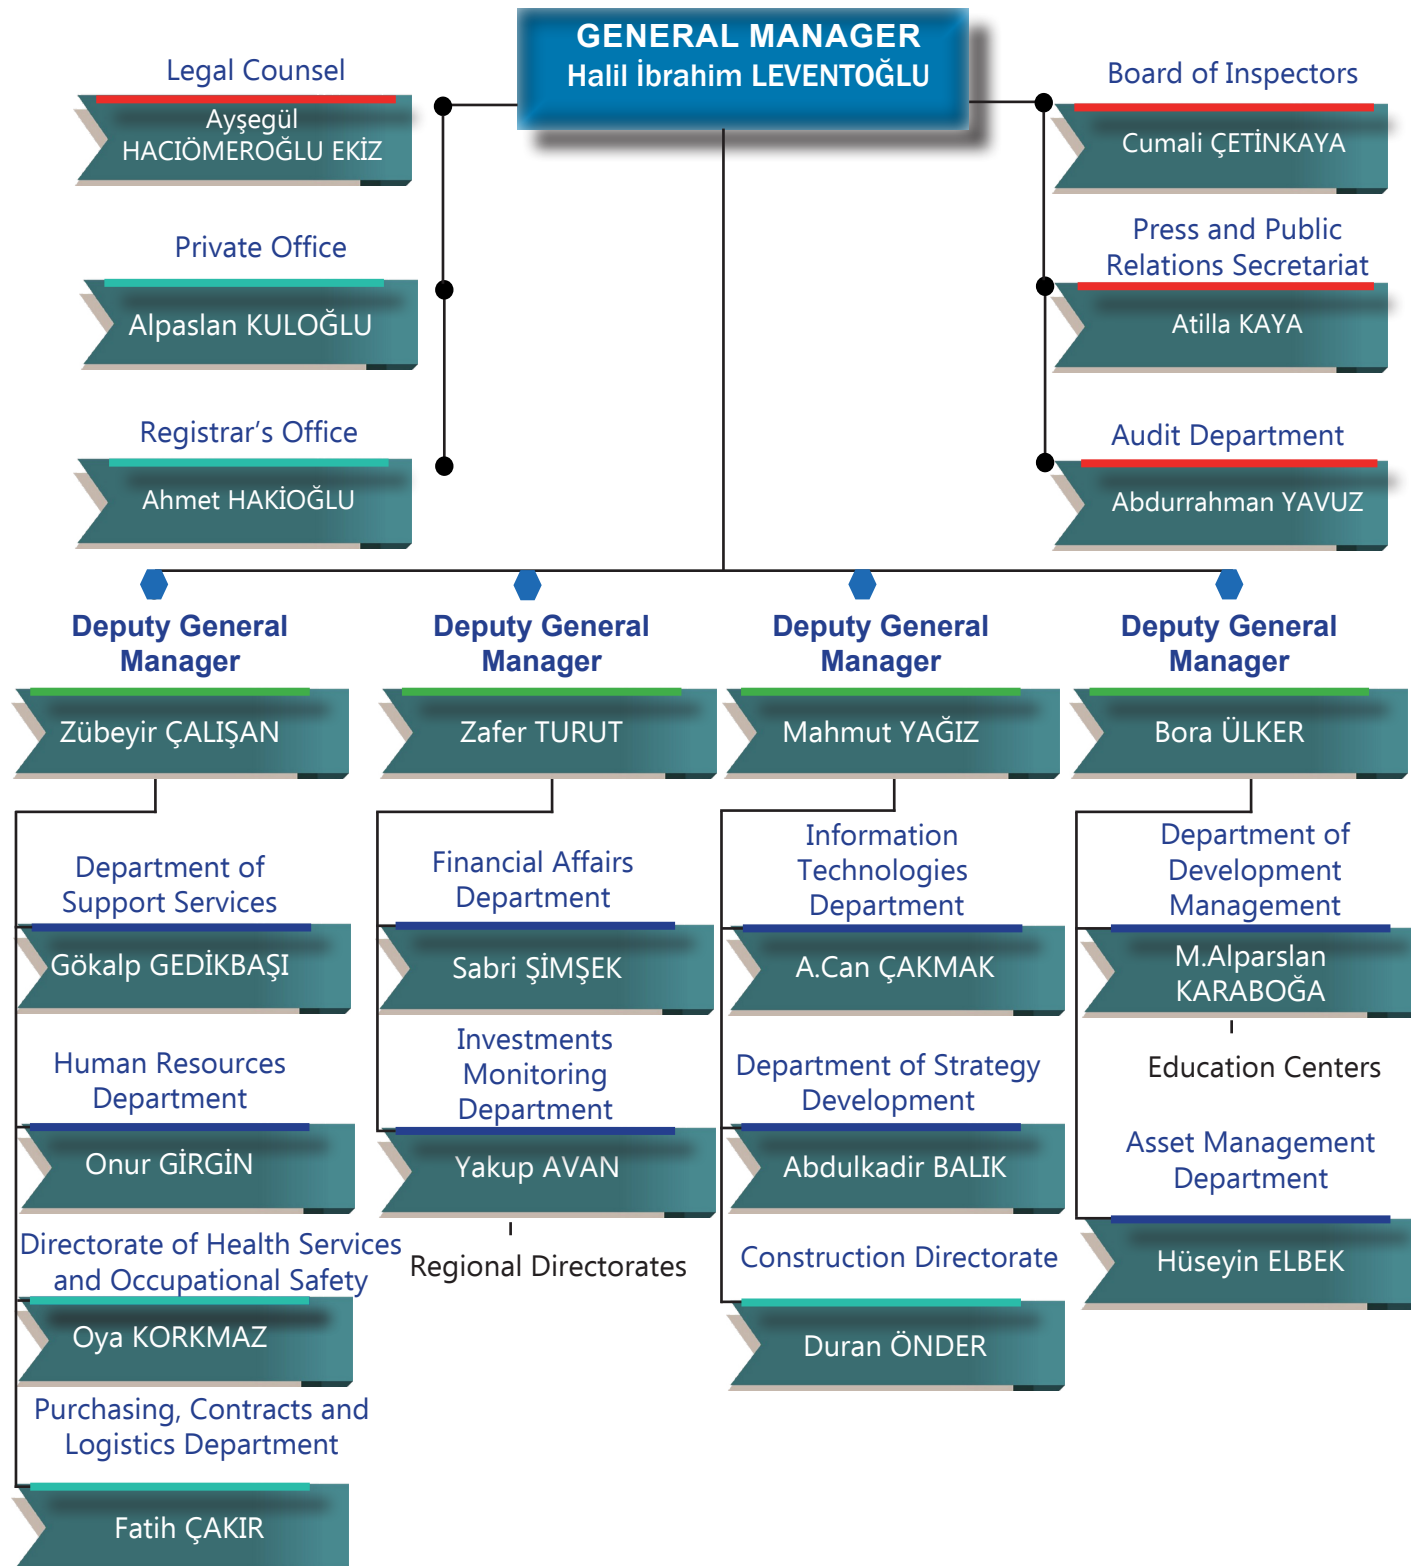 GENERAL MANAGER
Halil İbrahim LEVENTOĞLU
Legal Counsel
Ayşegül
HACIÖMEROĞLU EKİZ
Private Office
Alpaslan KULOĞLU
Registrar’s Office
Ahmet HAKİOĞLU
Board of Inspectors
Cumali ÇETİNKAYA
Press and Public
Relations Secretariat
Atilla KAYA
Audit Department
Abdurrahman YAVUZ
Deputy General
Manager
Zübeyir ÇALIŞAN
Department of
Support Services
Gökalp GEDİKBAŞI
Human Resources
Department
Onur GİRGİN
Directorate of Health Services
and Occupational Safety
Oya KORKMAZ
Purchasing, Contracts and
Logistics Department
Fatih ÇAKIR
Deputy General
Manager
Zafer TURUT
Financial Affairs
Department
Sabri ŞİMŞEK
Investments
Monitoring
Department
Yakup AVAN
Regional Directorates
Deputy General
Manager
Mahmut YAĞIZ
Information
Technologies
Department
A.Can ÇAKMAK
Department of Strategy
Development
Abdulkadir BALIK
Construction Directorate
Duran ÖNDER
Deputy General
Manager
Bora ÜLKER
Department of
Development
Management
M.Alparslan
KARABOĞA
Education Centers
Asset Management
Department
Hüseyin ELBEK